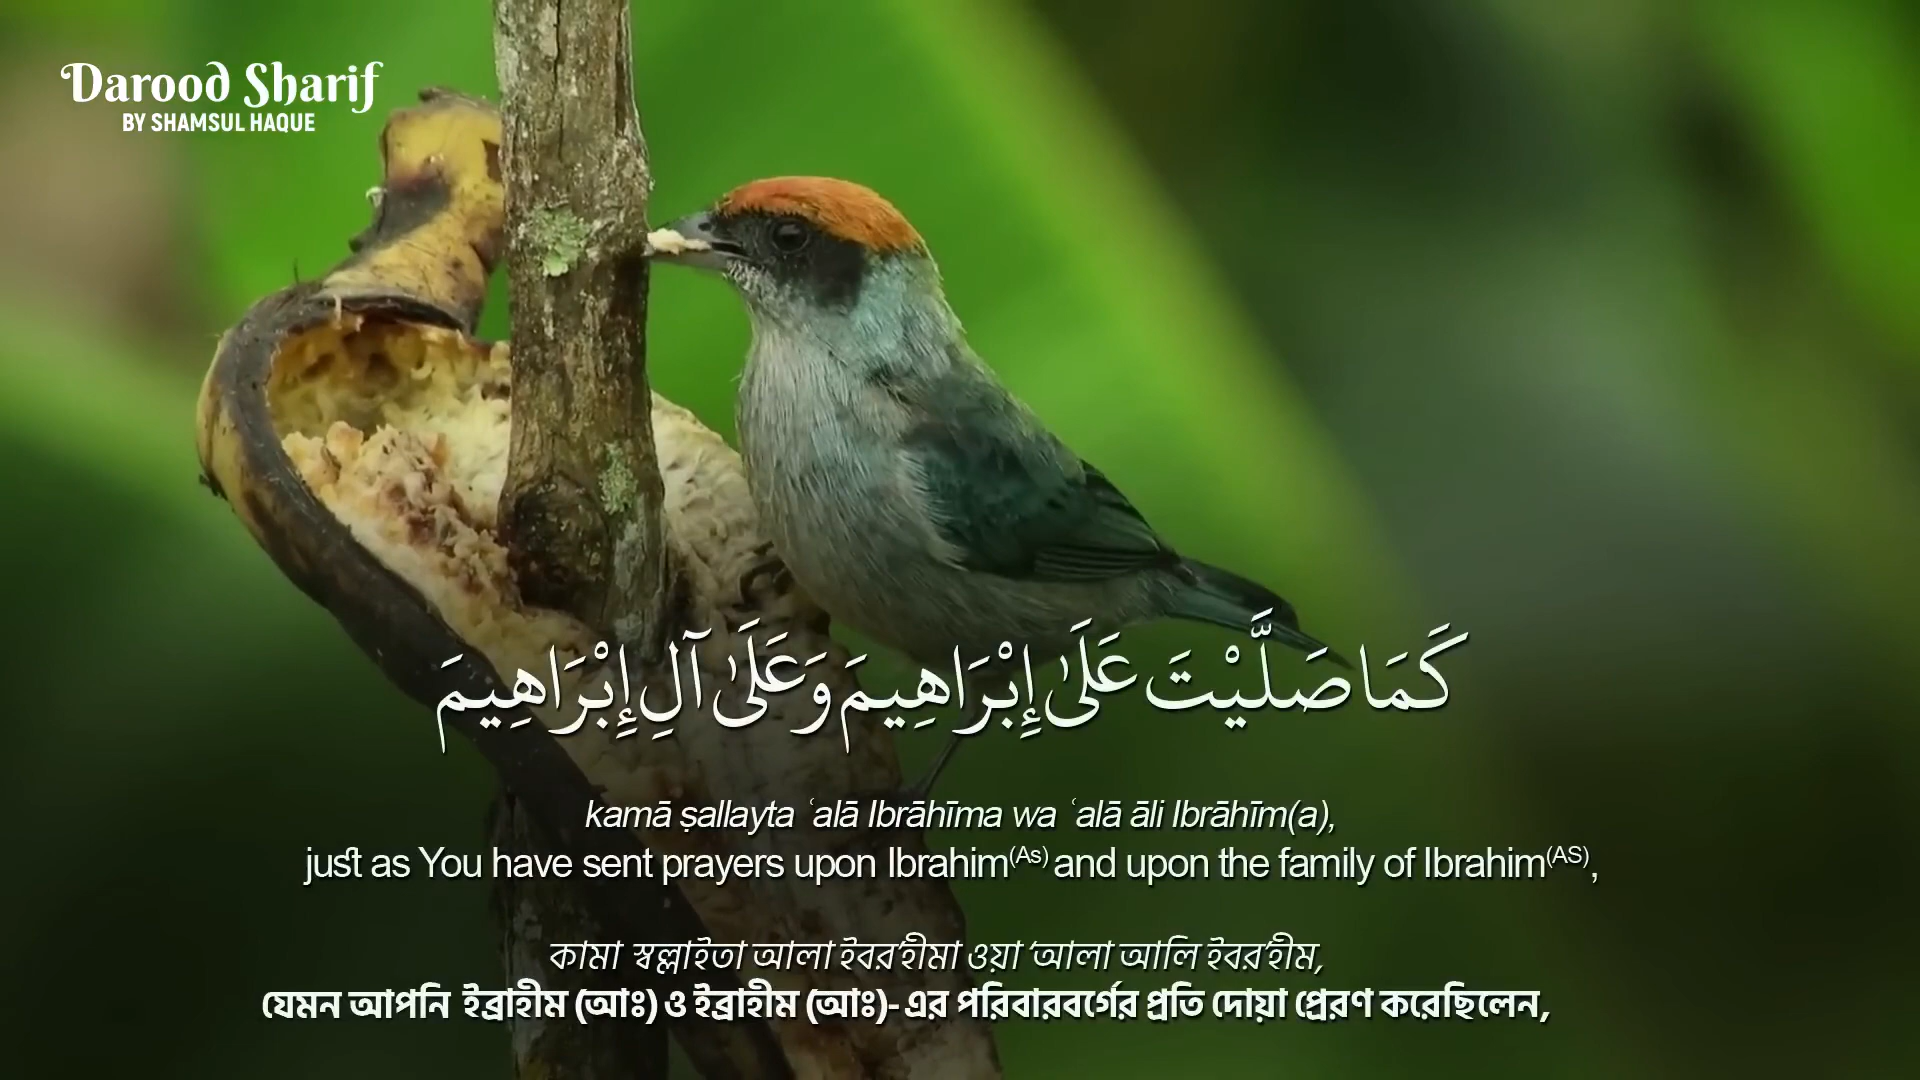 Darood Sharif
BY SHAMSUL HAQUE
كَمَا صَلَّيْتَ عَلَىٰ إِبْرَاهِيمَ وَعَلَىٰ آلِ إِبْرَاهِيمَ
kamā ṣallayta ʿalā Ibrāhīma wa ʿalā āli Ibrāhīm(a),
just as You have sent prayers upon Ibrahim(As) and upon the family of Ibrahim(AS),
কামা স্বল্লাইতা আলা ইবর'হীমা ওয়া 'আলা আলি ইবর'হীম,
যেমন আপনি ইব্রাহীম (আঃ) ও ইব্রাহীম (আঃ)- এর পরিবারবর্গের প্রতি দোয়া প্রেরণ করেছিলেন,